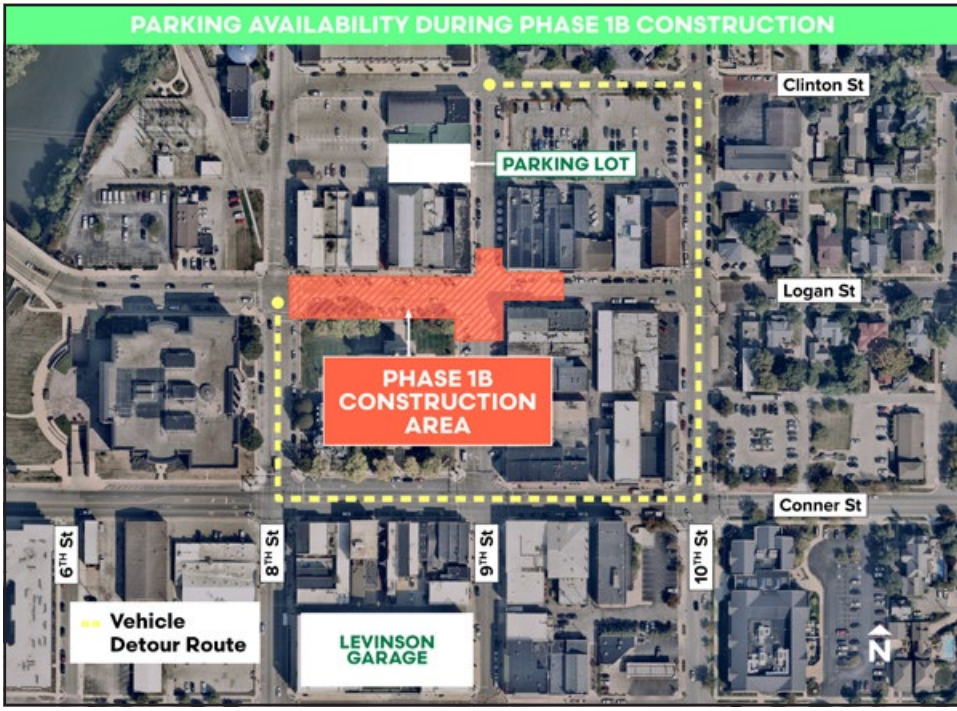 PARKING AVAILABILITY DURING PHASE 1B CONSTRUCTION
Clinton St
PARKING LOT
Logan St
PHASE 1B
CONSTRUCTION
AREA
Conner St
6TH St
8TH St
9TH St
10TH St
Vehicle
Detour Route
LEVINSON
GARAGE
N